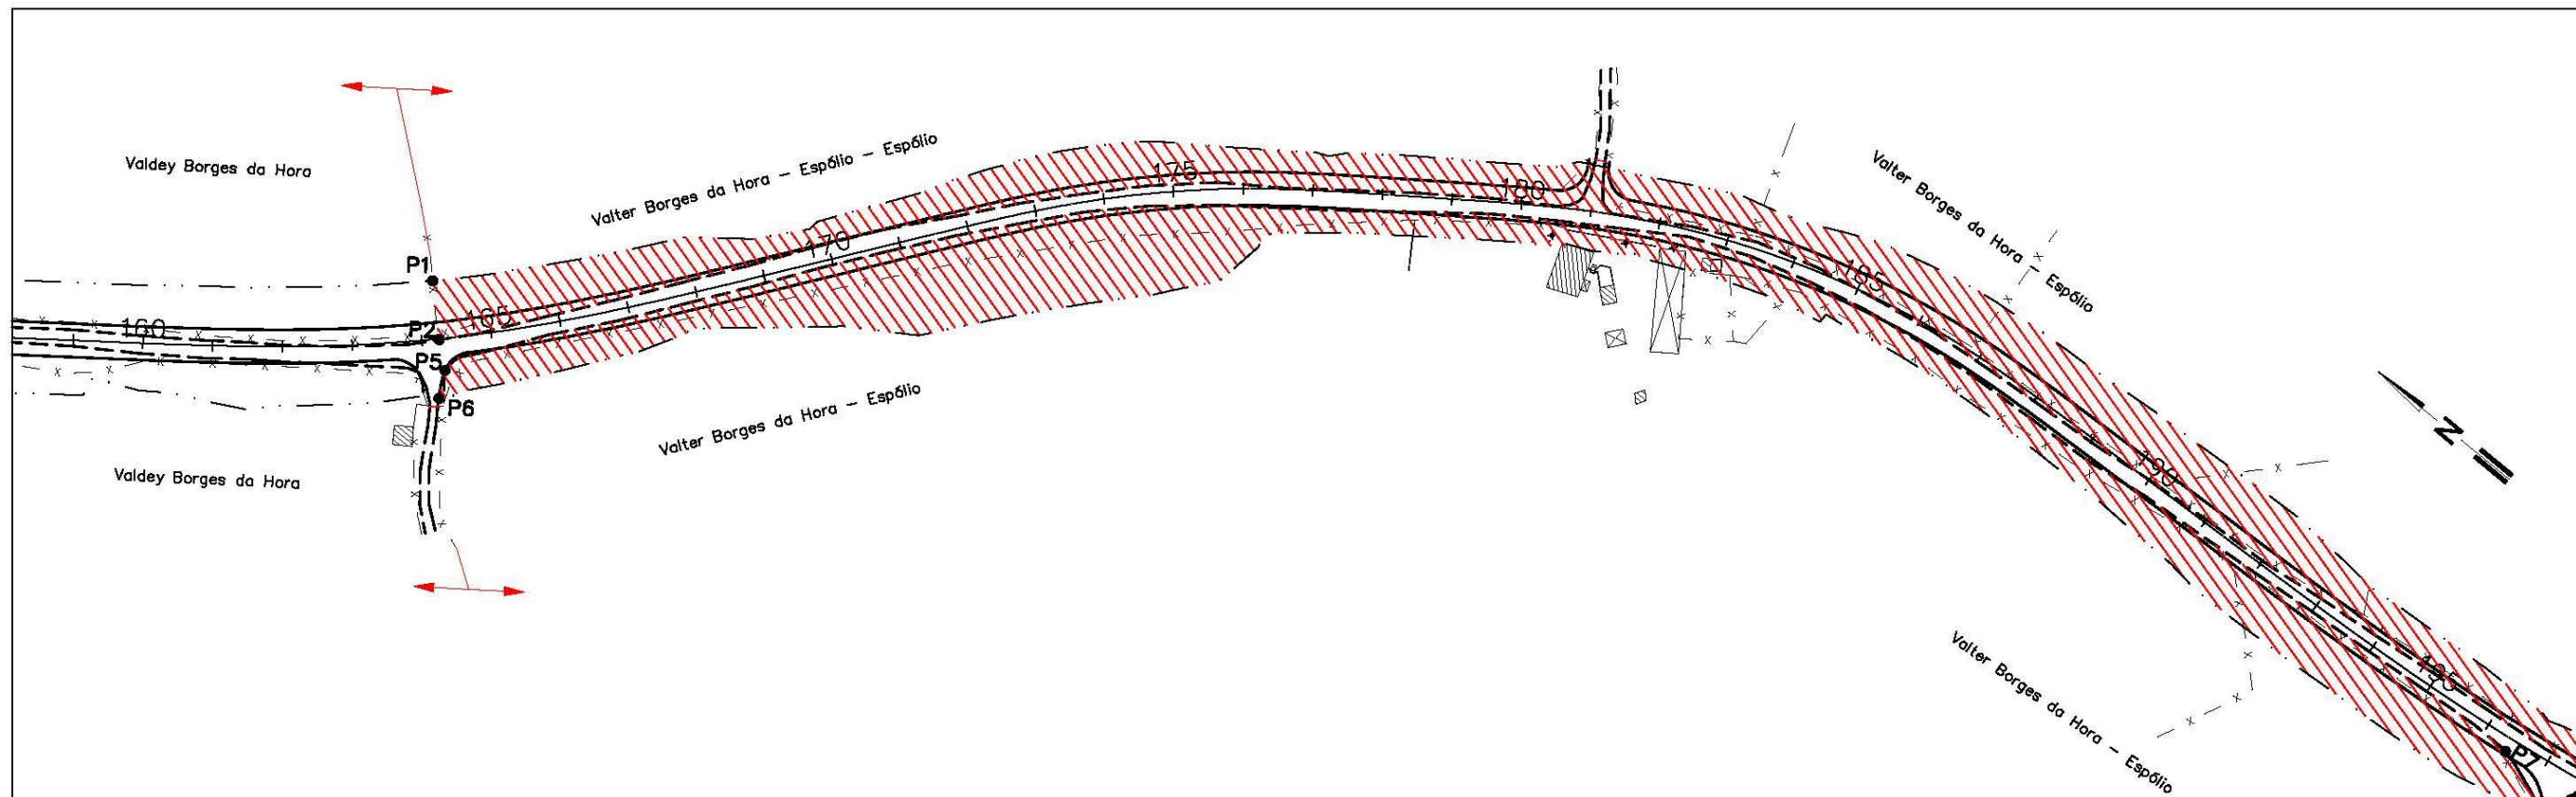 Valdey Borges da Hora
Valter Borges da Hora – Espólio – Espólio
Valter Borges da Hora – Espólio
175
180
185
170
P1
160
P2
165
P5
P6
Valter Borges da Hora – Espólio
Valdey Borges da Hora
N
190
Valter Borges da Hora – Espólio
195
P7